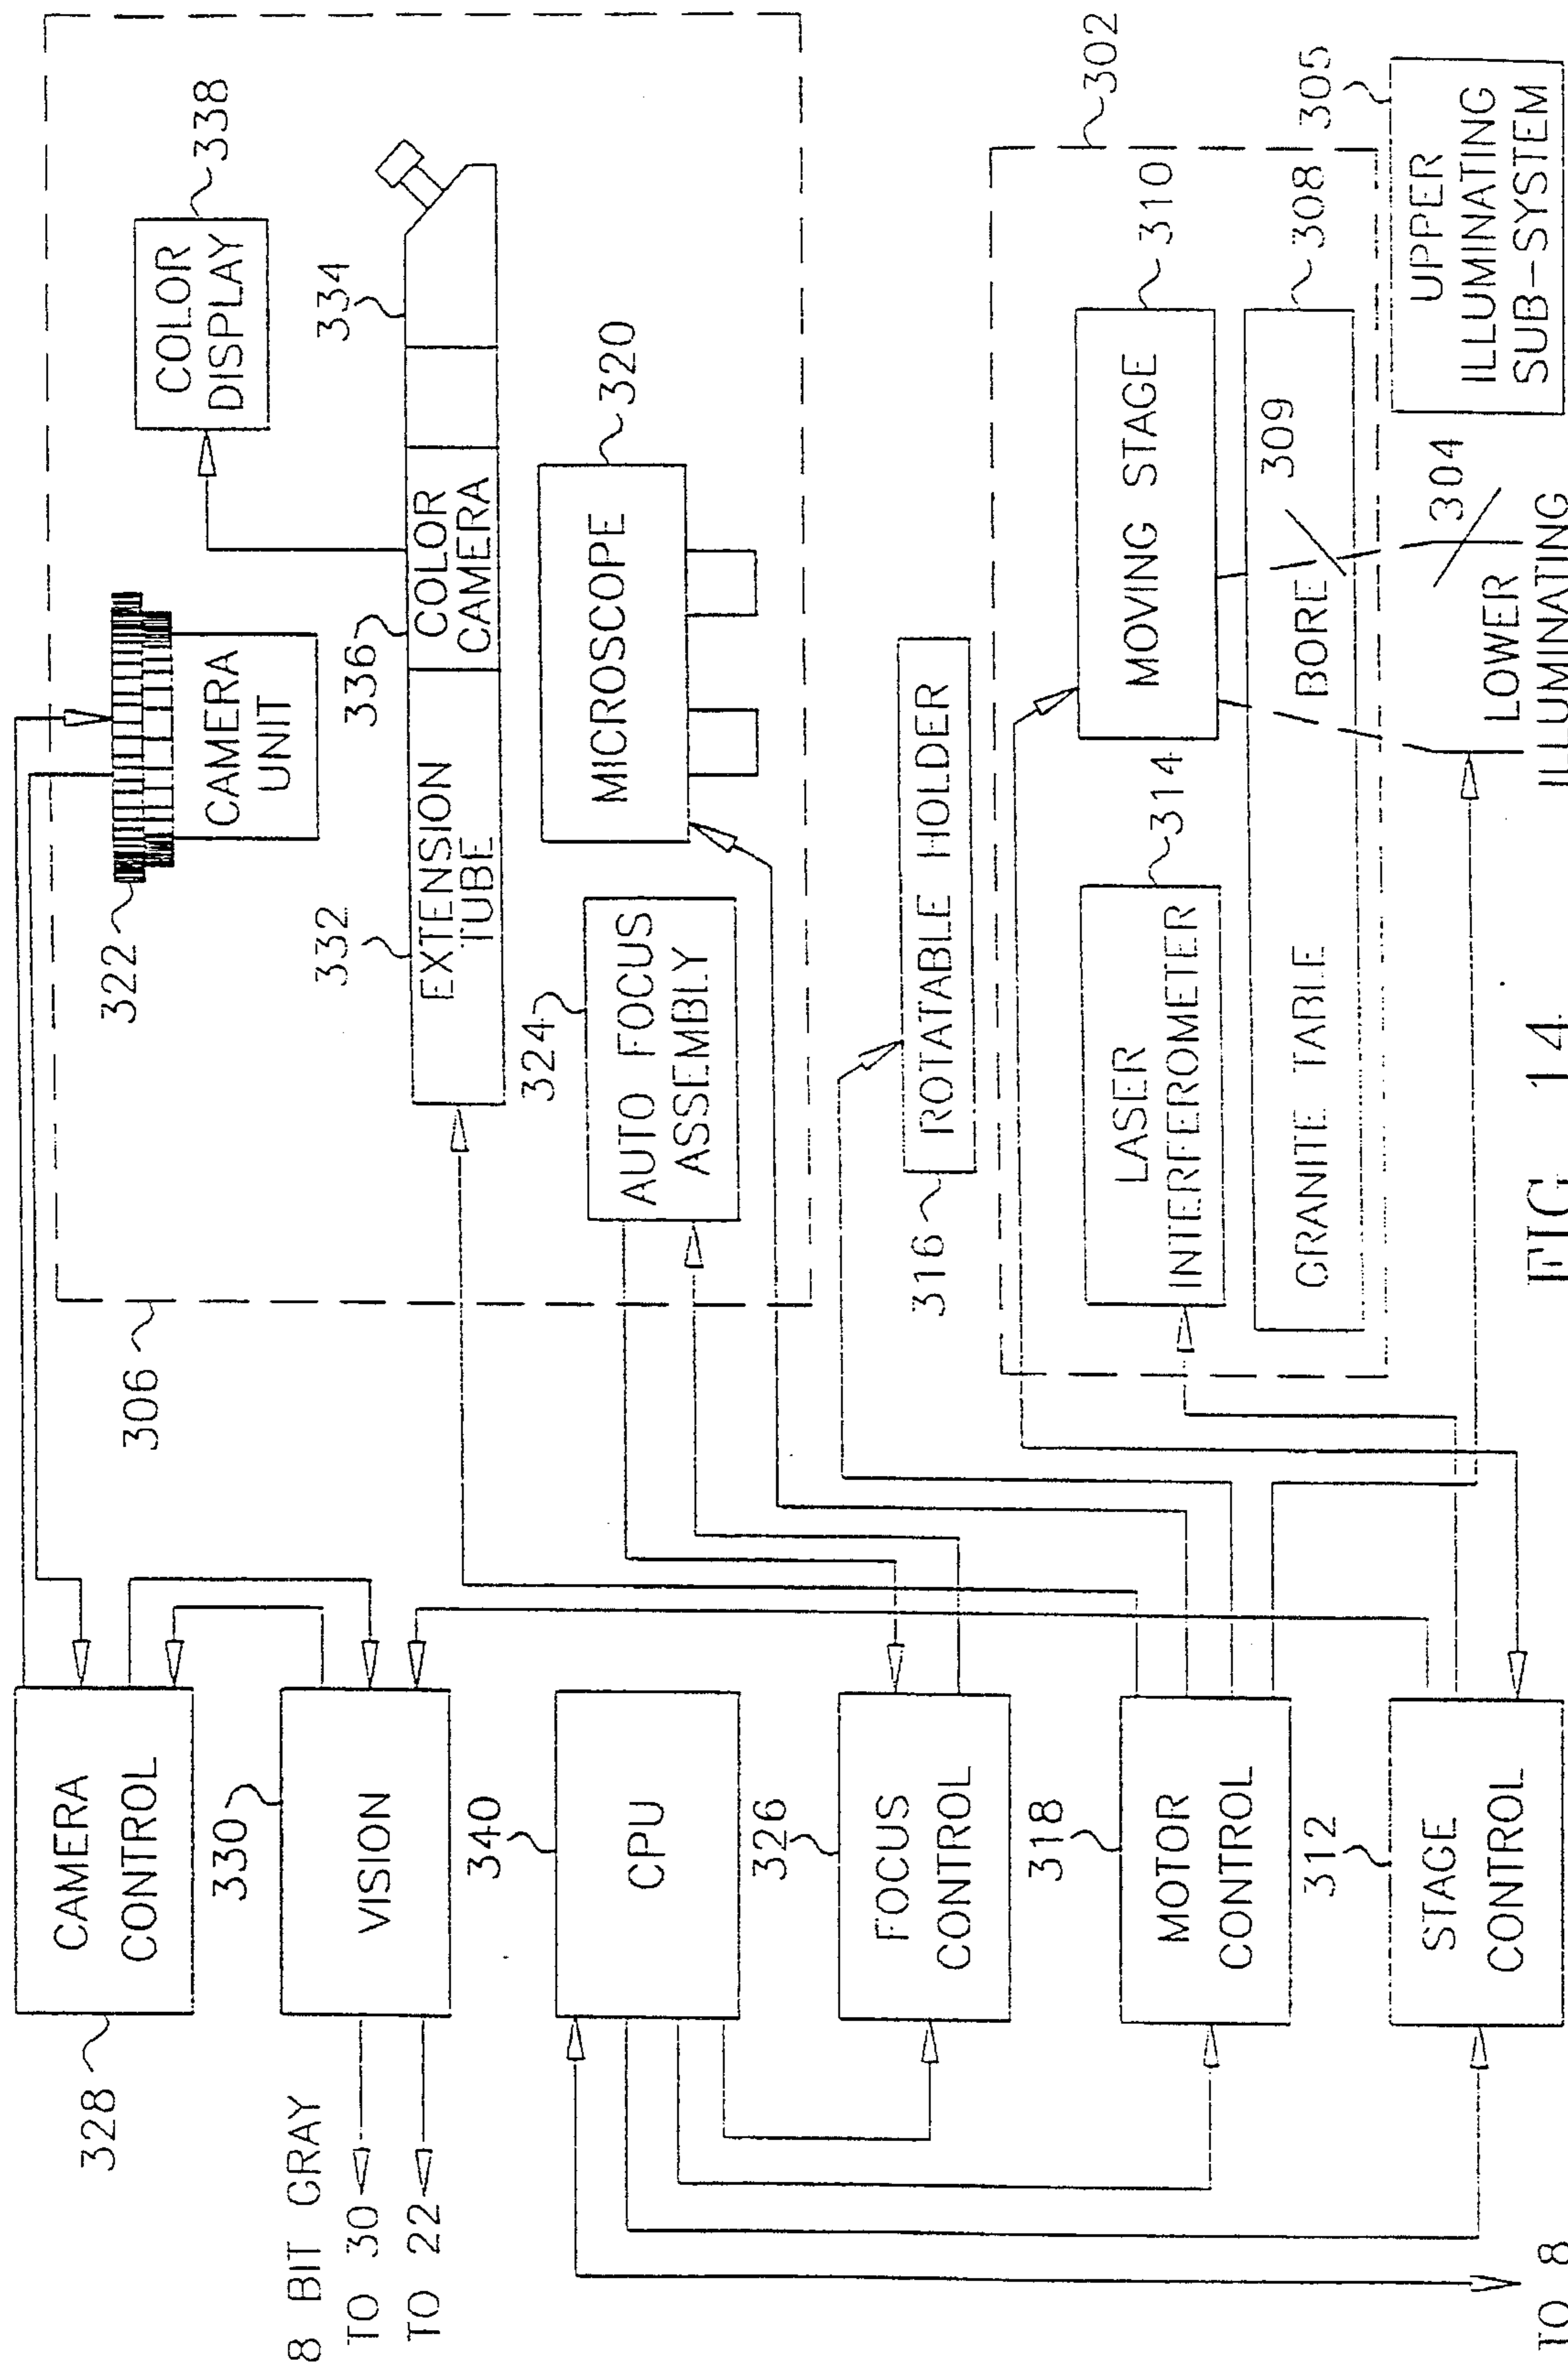 CAMERA
CONTROL
328
8 BIT GRAY
TO 30
TO 22
330
VISION
340
CPU
326
FOCUS
CONTROL
318
MOTOR
CONTROL
312
STAGE
CONTROL
TO 8
306
322
CAMERA
UNIT
338
COLOR
DISPLAY
332
EXTENSION
TUBE
336
COLOR
CAMERA
334
324
AUTO FOCUS
ASSEMBLY
320
MICROSCOPE
316
ROTATABLE HOLDER
302
314
LASER
INTERFEROMETER
310
MOVING STAGE
308
GRANITE TABLE
BORE
309
305
UPPER
ILLUMINATING
SUB-SYSTEM
304
LOWER
ILLUMINATING
FIG 14